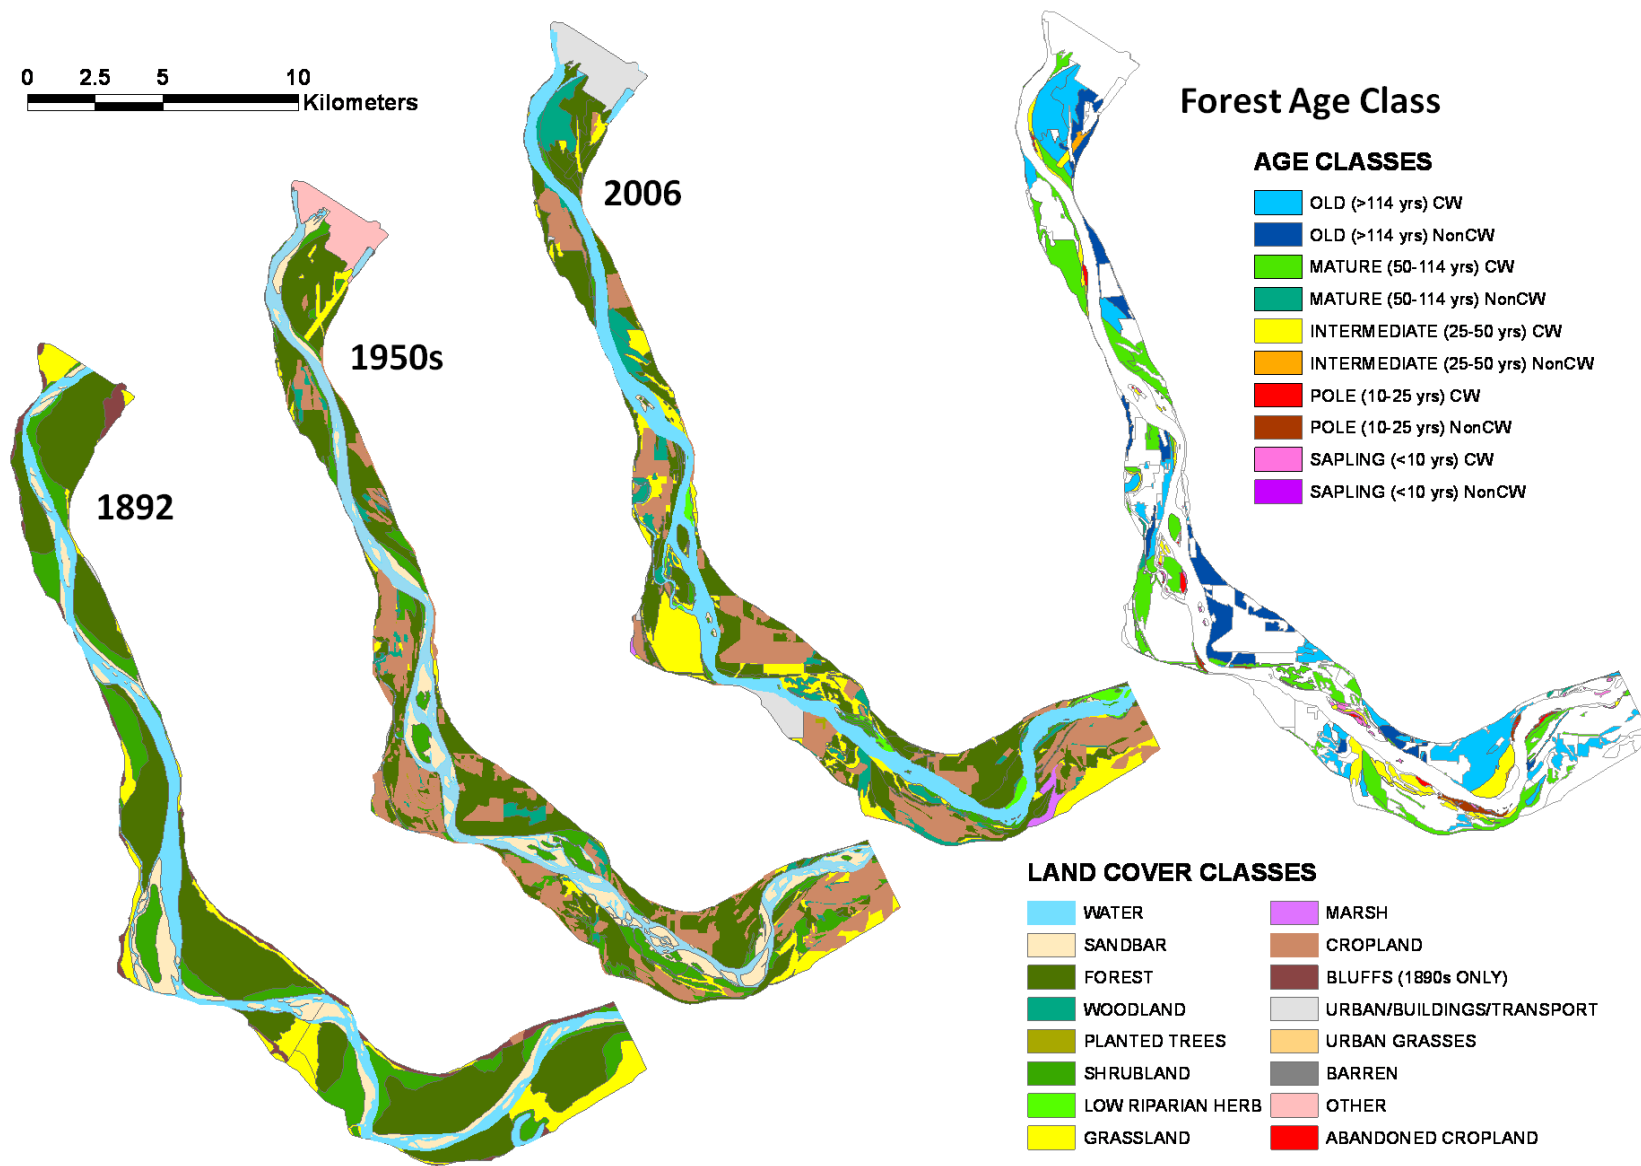 0 2.5 5 10
Kilometers
2006
1950s
1892
Forest Age Class
AGE CLASSES
OLD (>114 yrs) CW
OLD (>114 yrs) NonCW
MATURE (50-114 yrs) CW
MATURE (50-114 yrs) NonCW
INTERMEDIATE (25-50 yrs) CW
INTERMEDIATE (25-50 yrs) NonCW
POLE (10-25 yrs) CW
POLE (10-25 yrs) NonCW
SAPLING (<10 yrs) CW
SAPLING (<10 yrs) NonCW
LAND COVER CLASSES
WATER
SANDBAR
FOREST
WOODLAND
PLANTED TREES
SHRUBLAND
LOW RIPARIAN HERB
GRASSLAND
MARSH
CROPLAND
BLUFFS (1890s ONLY)
URBAN/BUILDINGS/TRANSPORT
URBAN GRASSES
BARREN
OTHER
ABANDONED CROPLAND